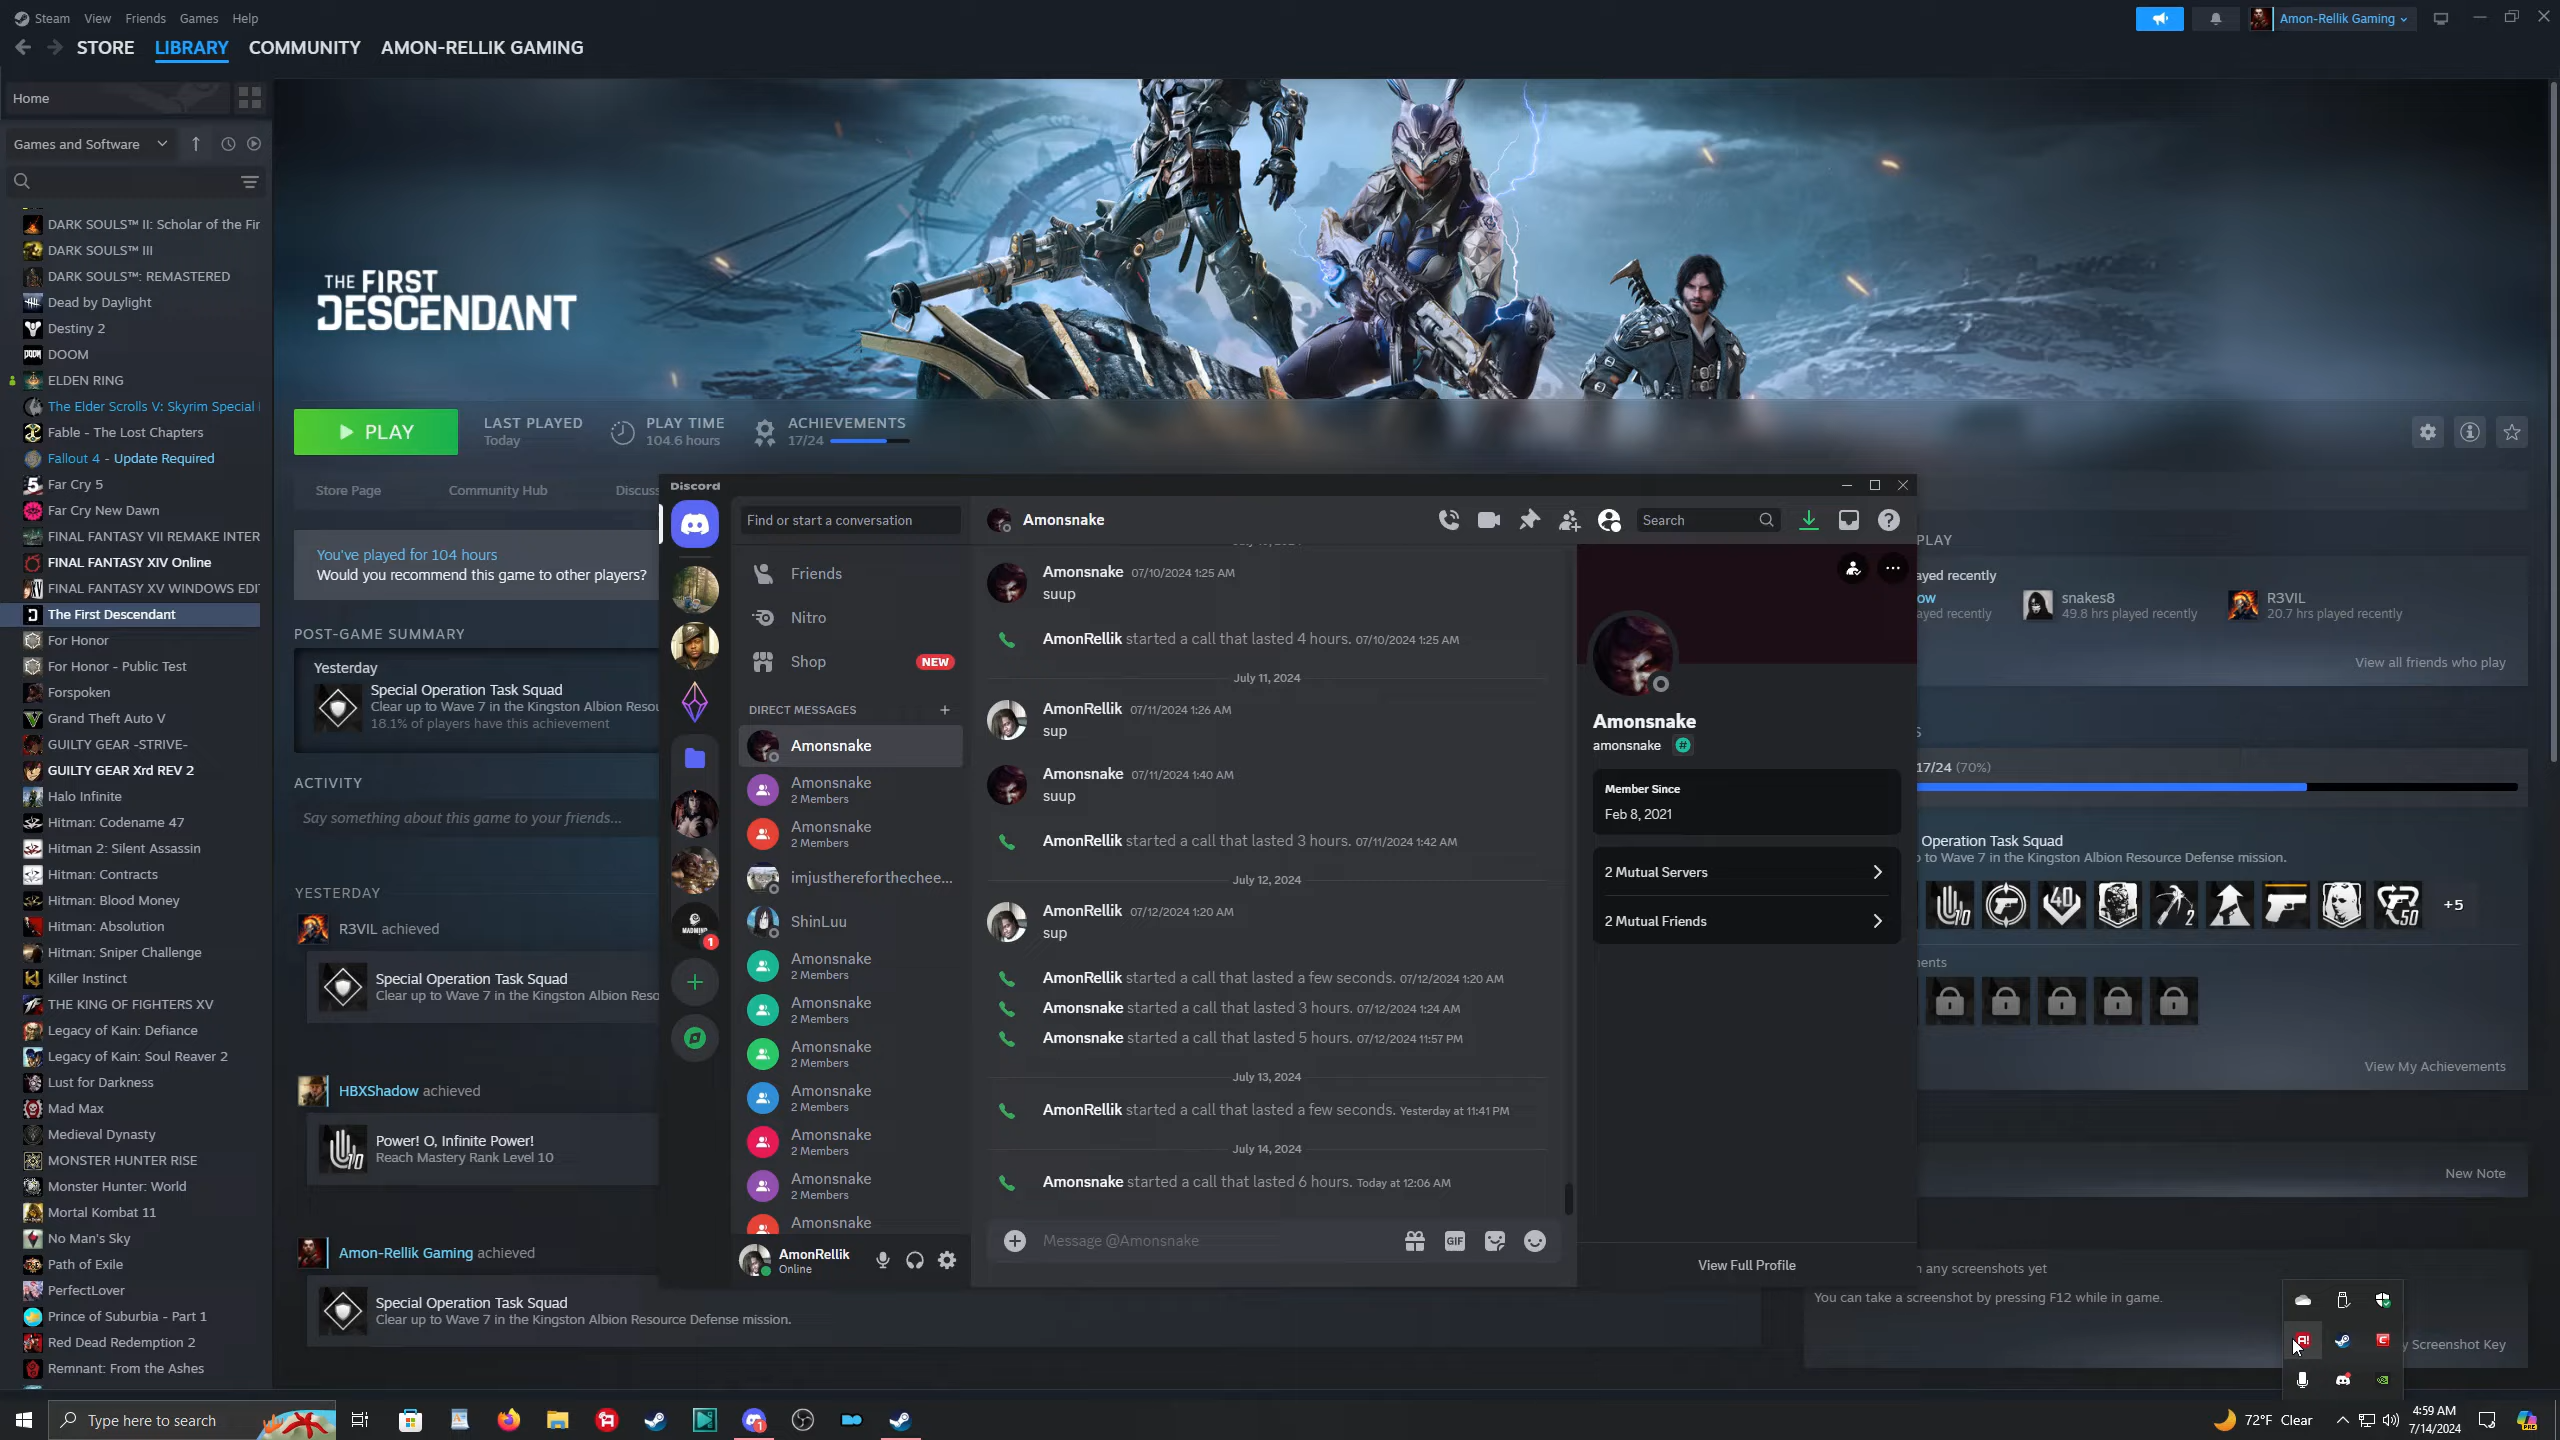 Steam View Friends Games Help
Amon-Rellik Gaming
STORE LIBRARY COMMUNITY AMON-RELLIK GAMING
Home
Games and Software
DARK SOULS™ II: Scholar of the Fir
DARK SOULS™ III
DARK SOULS™: REMASTERED
Dead by Daylight
Destiny 2
DOOM
ELDEN RING
The Elder Scrolls V: Skyrim Special
Fable - The Lost Chapters
Fallout 4 - Update Required
Far Cry 5
Far Cry New Dawn
FINAL FANTASY VII REMAKE INTER
FINAL FANTASY XIV Online
FINAL FANTASY XV WINDOWS EDI
The First Descendant
For Honor
For Honor - Public Test
Forspoken
Grand Theft Auto V
GUILTY GEAR -STRIVE-
GUILTY GEAR Xrd REV 2
Halo Infinite
Hitman: Codename 47
Hitman 2: Silent Assassin
Hitman: Contracts
Hitman: Blood Money
Hitman: Absolution
Hitman: Sniper Challenge
Killer Instinct
THE KING OF FIGHTERS XV
Legacy of Kain: Defiance
Legacy of Kain: Soul Reaver 2
Lust for Darkness
Mad Max
Medieval Dynasty
MONSTER HUNTER RISE
Monster Hunter: World
Mortal Kombat 11
No Man's Sky
Path of Exile
PerfectLover
Prince of Suburbia - Part 1
Red Dead Redemption 2
Remnant: From the Ashes
THE FIRST
DESCENDANT
PLAY
LAST PLAYED
Today
PLAY TIME
104.6 hours
ACHIEVEMENTS
17/24
Store Page Community Hub Discuss
You've played for 104 hours
Would you recommend this game to other players?
POST-GAME SUMMARY
Yesterday
Special Operation Task Squad
Clear up to Wave 7 in the Kingston Albion Resou
18.1% of players have this achievement
ACTIVITY
Say something about this game to your friends...
YESTERDAY
R3VIL achieved
Special Operation Task Squad
Clear up to Wave 7 in the Kingston Albion Reso
HBXShadow achieved
Power! O, Infinite Power!
Reach Mastery Rank Level 10
Amon-Rellik Gaming achieved
Special Operation Task Squad
Clear up to Wave 7 in the Kingston Albion Resource Defense mission.
Discord
Find or start a conversation
Friends
Nitro
Shop NEW
DIRECT MESSAGES
Amonsnake
Amonsnake
2 Members
Amonsnake
2 Members
imjusthereforthechee...
ShinLuu
Amonsnake
2 Members
Amonsnake
2 Members
Amonsnake
2 Members
Amonsnake
2 Members
Amonsnake
2 Members
Amonsnake
2 Members
Amonsnake
MADMIND
1
AmonRellik
Online
Amonsnake
Search
Amonsnake 07/10/2024 1:25 AM
suup
AmonRellik started a call that lasted 4 hours. 07/10/2024 1:25 AM
July 11, 2024
AmonRellik 07/11/2024 1:26 AM
sup
Amonsnake 07/11/2024 1:40 AM
suup
AmonRellik started a call that lasted 3 hours. 07/11/2024 1:42 AM
July 12, 2024
AmonRellik 07/12/2024 1:20 AM
sup
AmonRellik started a call that lasted a few seconds. 07/12/2024 1:20 AM
Amonsnake started a call that lasted 3 hours. 07/12/2024 1:24 AM
Amonsnake started a call that lasted 5 hours. 07/12/2024 11:57 PM
July 13, 2024
AmonRellik started a call that lasted a few seconds. Yesterday at 11:41 PM
July 14, 2024
Amonsnake started a call that lasted 6 hours. Today at 12:06 AM
Message @Amonsnake
GIF
Amonsnake
amonsnake
Member Since
Feb 8, 2021
2 Mutual Servers
2 Mutual Friends
View Full Profile
PLAY
ayed recently
ow
ayed recently
snakes8
49.8 hrs played recently
R3VIL
20.7 hrs played recently
View all friends who play
S
17/24 (70%)
Operation Task Squad
to Wave 7 in the Kingston Albion Resource Defense mission.
+5
ments
View My Achievements
New Note
n any screenshots yet
You can take a screenshot by pressing F12 while in game.
y Screenshot Key
Type here to search
72°F Clear
4:59 AM
7/14/2024